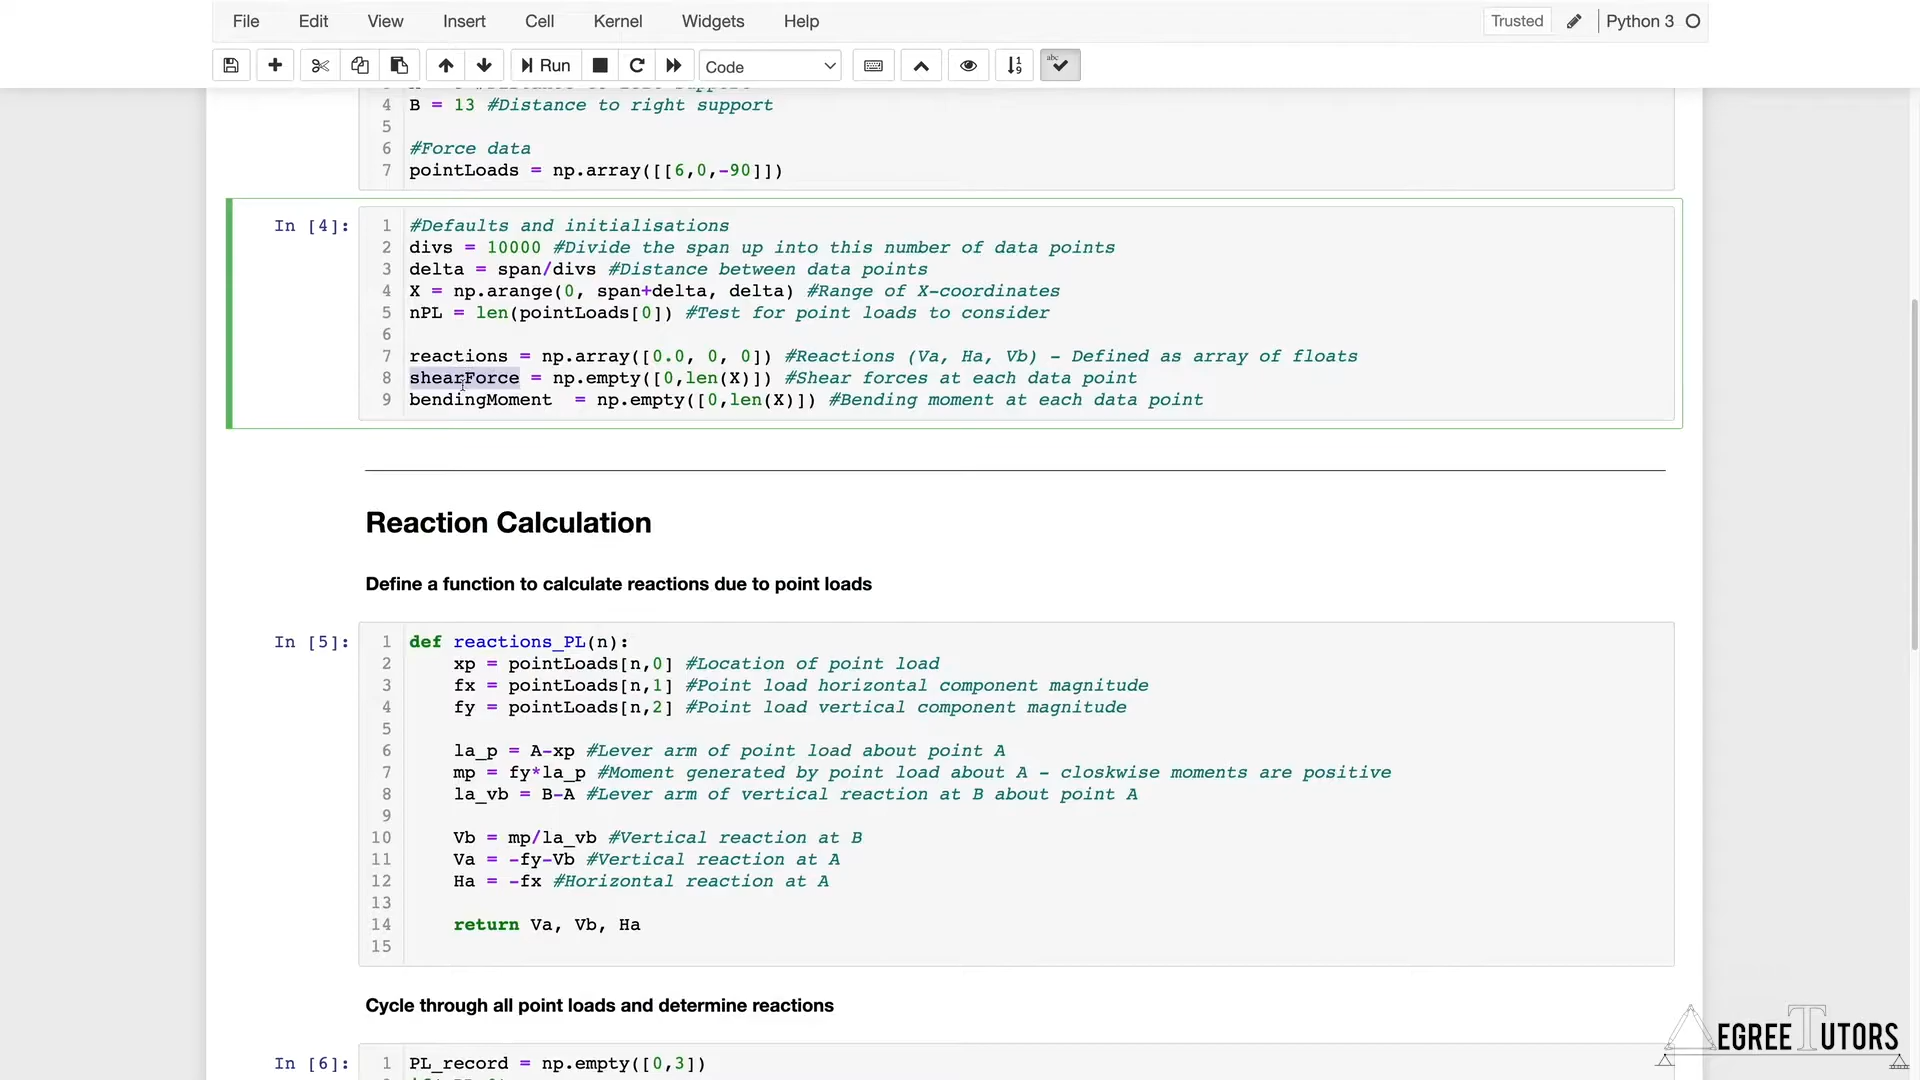 File Edit View Insert Cell Kernel Widgets Help Trusted Python 3
Run Code
4 B = 13 #Distance to right support
5
6 #Force data
7 pointLoads = np.array([[6,0,-90]])
In [4]:
1 #Defaults and initialisations
2 divs = 10000 #Divide the span up into this number of data points
3 delta = span/divs #Distance between data points
4 X = np.arange(0, span+delta, delta) #Range of X-coordinates
5 nPL = len(pointLoads[0]) #Test for point loads to consider
6
7 reactions = np.array([0.0, 0, 0]) #Reactions (Va, Ha, Vb) - Defined as array of floats
8 shearForce = np.empty([0,len(X)]) #Shear forces at each data point
9 bendingMoment  = np.empty([0,len(X)]) #Bending moment at each data point
Reaction Calculation
Define a function to calculate reactions due to point loads
In [5]:
1 def reactions_PL(n):
2     xp = pointLoads[n,0] #Location of point load
3     fx = pointLoads[n,1] #Point load horizontal component magnitude
4     fy = pointLoads[n,2] #Point load vertical component magnitude
5
6     la_p = A-xp #Lever arm of point load about point A
7     mp = fy*la_p #Moment generated by point load about A - closkwise moments are positive
8     la_vb = B-A #Lever arm of vertical reaction at B about point A
9
10     Vb = mp/la_vb #Vertical reaction at B
11     Va = -fy-Vb #Vertical reaction at A
12     Ha = -fx #Horizontal reaction at A
13
14     return Va, Vb, Ha
15
Cycle through all point loads and determine reactions
In [6]:
1 PL_record = np.empty([0,3])
DEGREE TUTORS